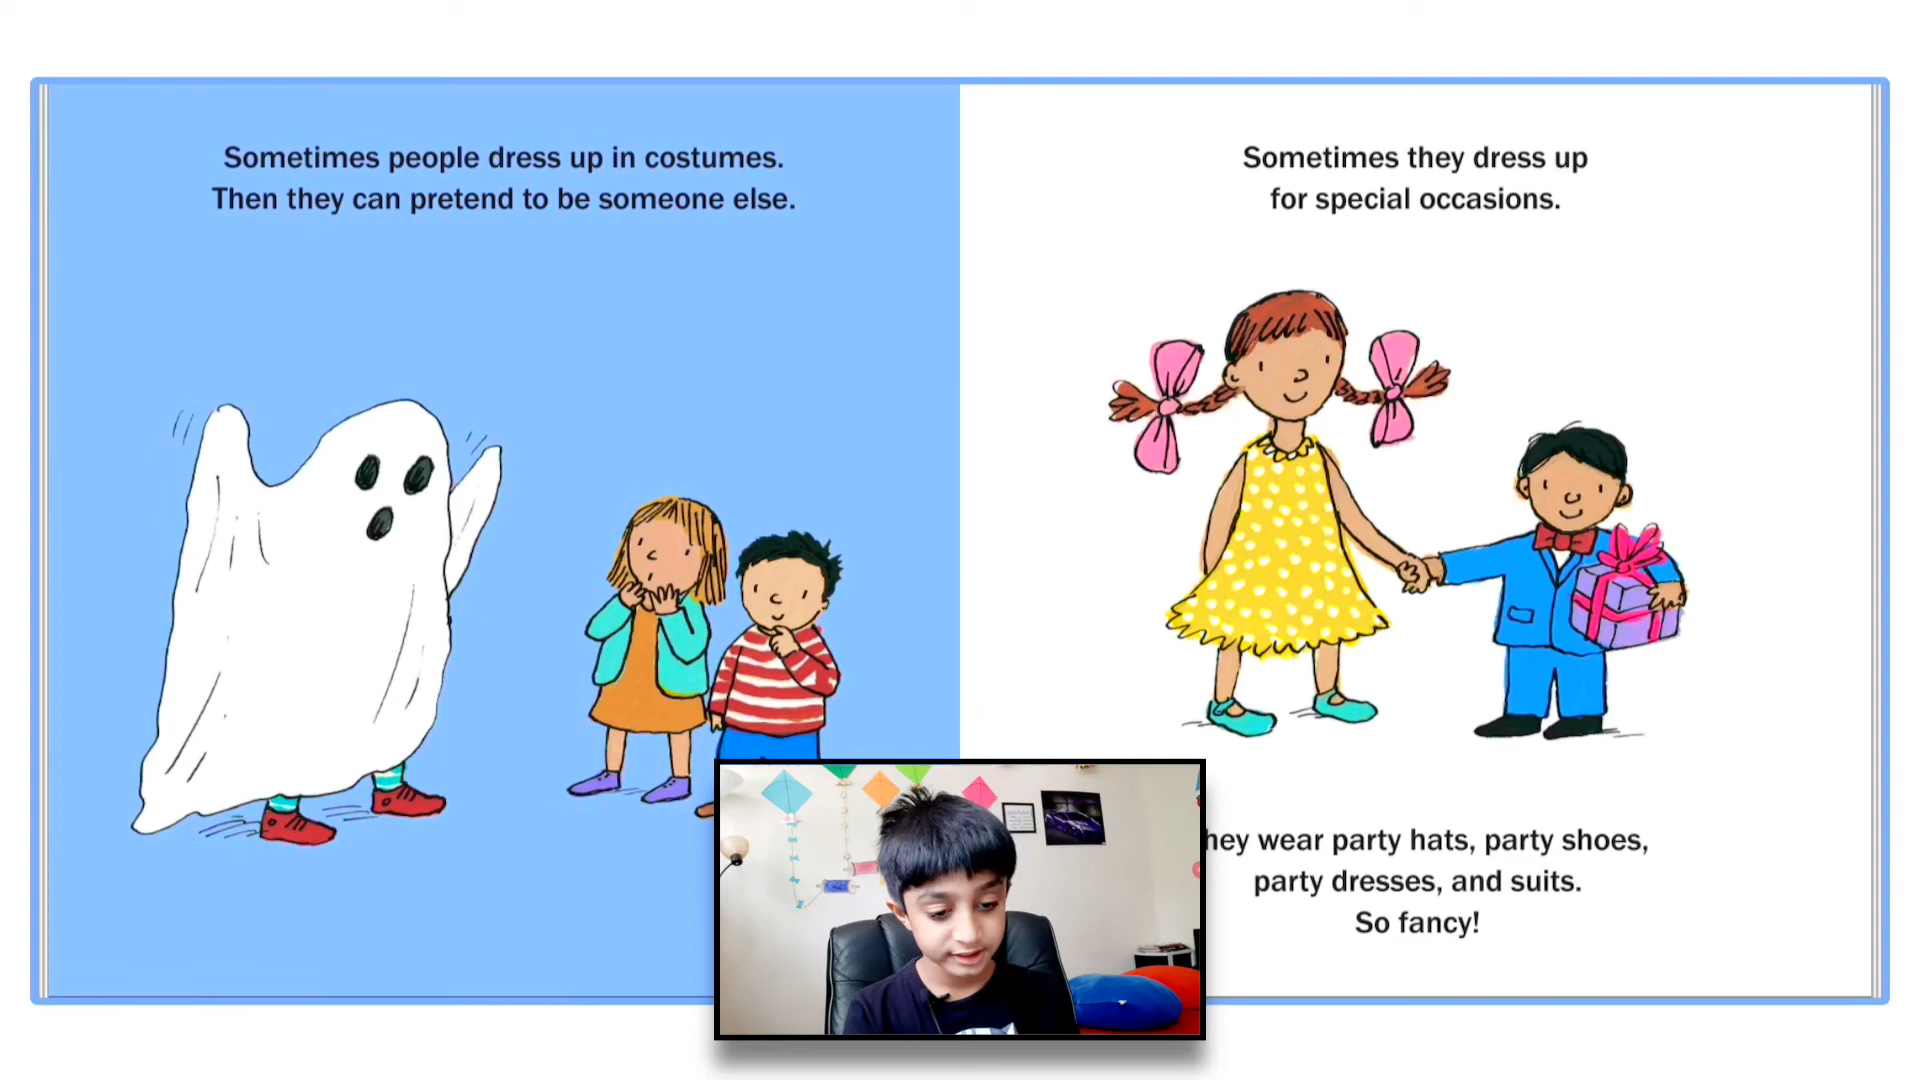 Sometimes people dress up in costumes.
Then they can pretend to be someone else.
Sometimes they dress up
for special occasions.
hey wear party hats, party shoes,
party dresses, and suits.
So fancy!